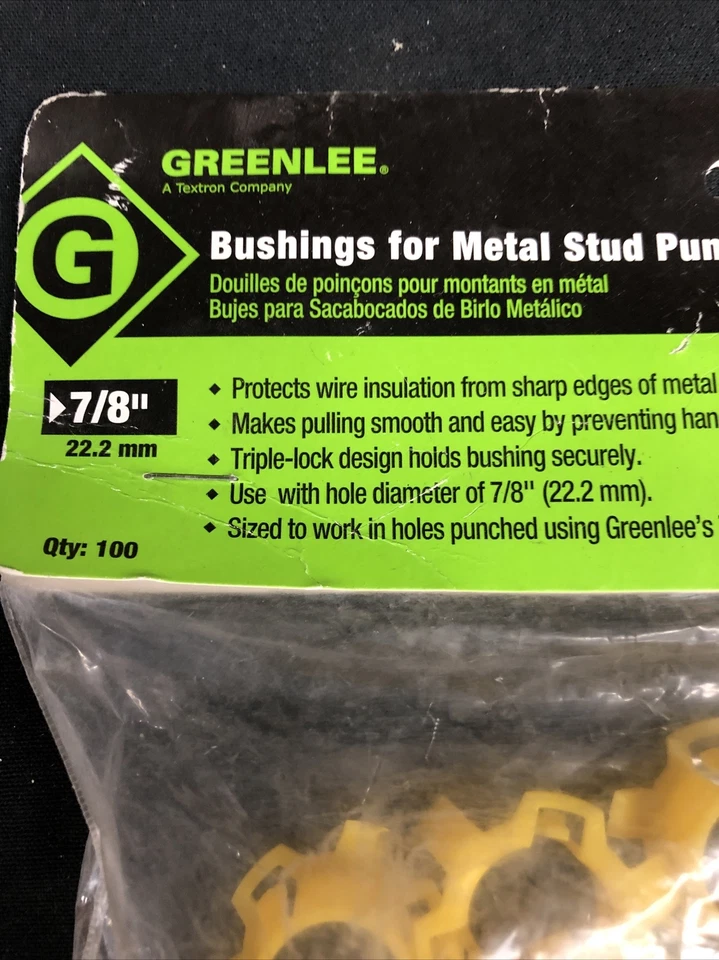 G
GREENLEE®
A Textron Company
Bushings for Metal Stud
Douilles de poinçons pour montants en métal
Bujes para Sacabocados de Birlo Metálico
7/8"
22.2 mm
◆ Protects wire insulation from sharp edges of metal
◆ Makes pulling smooth and easy by preventing
◆ Triple-lock design holds bushing securely.
◆ Use with hole diameter of 7/8" (22.2 mm).
◆ Sized to work in holes punched using Greenlee's
Qty: 100